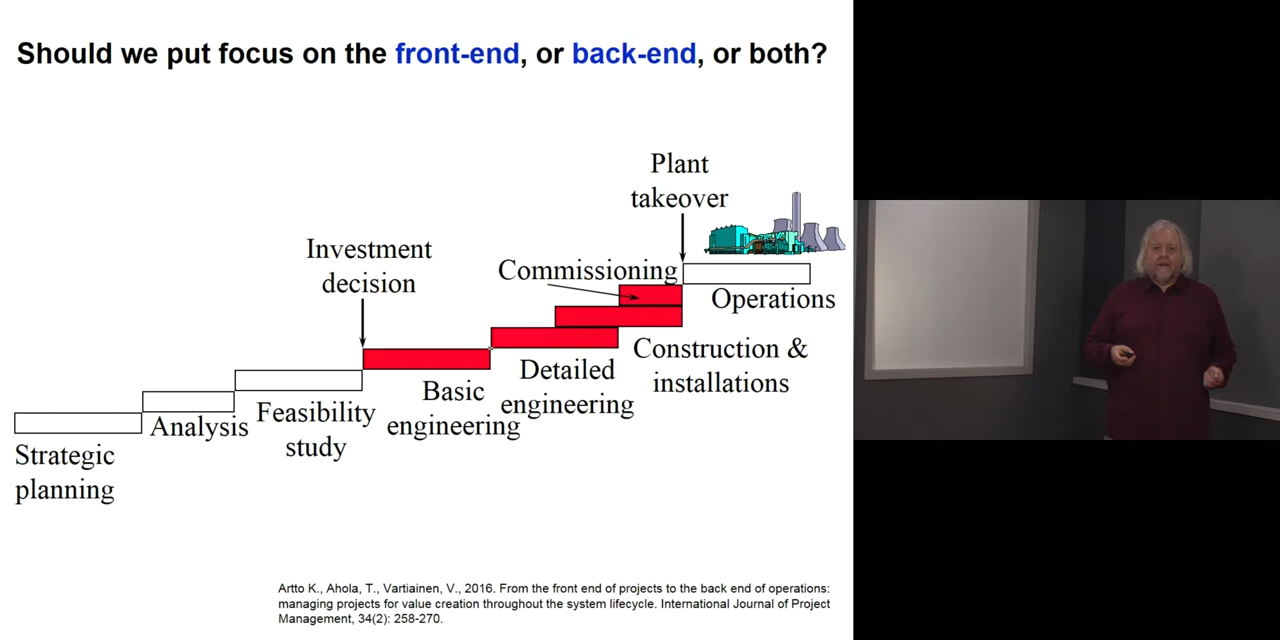 Should we put focus on the front-end, or back-end, or both?
Plant
takeover
Investment
decision
Commissioning
Operations
Construction &
installations
Detailed
engineering
Basic
engineering
Feasibility
study
Analysis
Strategic
planning
Artto K., Ahola, T., Vartiainen, V., 2016. From the front end of projects to the back end of operations:
managing projects for value creation throughout the system lifecycle. International Journal of Project
Management, 34(2): 258-270.